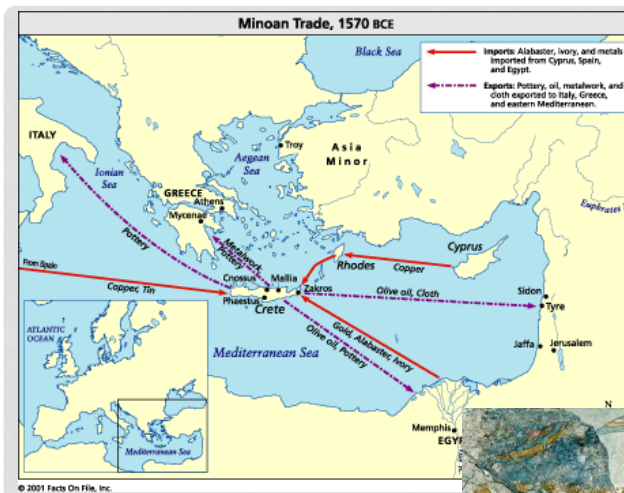 Minoan Trade, 1570 BCE
Black Sea
Imports: Alabaster, ivory, and metals
imported from Cyprus, Spain,
and Egypt.
Exports: Pottery, oil, metalwork, and
cloth exported to Italy, Greece,
and eastern Mediterranean.
ITALY
Ionian
Sea
Aegean
Sea
Troy
Asia
Minor
GREECE
Athens
Mycenae
Euphrates
Pottery
Metalwork
Pottery
Rhodes
Cyprus
Copper
From Spain
Copper, Tin
Cnossus
Mallia
Zakros
Phaestus
Crete
Olive oil, Cloth
Sidon
Tyre
Gold, Alabaster, Ivory
Olive oil, Pottery
Mediterranean Sea
Jaffa
Jerusalem
ATLANTIC
OCEAN
Mediterranean Sea
Memphis
EGY
N
© 2001 Facts On File, Inc.